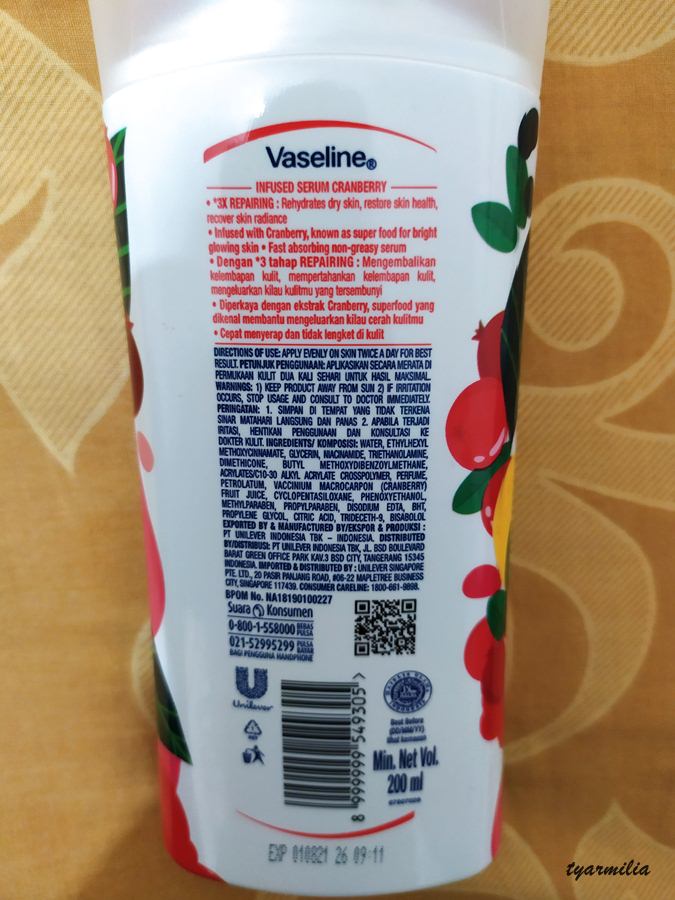 Vaseline®
INFUSED SERUM CRANBERRY
• *3X REPAIRING : Rehydrates dry skin, restore skin health,
recover skin radiance
• Infused with Cranberry, known as super food for bright
glowing skin • Fast absorbing non-greasy serum
• Dengan *3 tahap REPAIRING : Mengembalikan
kelembapan kulit, mempertahankan kelembapan kulit,
mengeluarkan kilau kulitmu yang tersembunyi
• Diperkaya dengan ekstrak Cranberry, superfood yang
dikenal membantu mengeluarkan kilau cerah kulitmu
• Cepat menyerap dan tidak lengket di kulit
DIRECTIONS OF USE: APPLY EVENLY ON SKIN TWICE A DAY FOR BEST
RESULT. PETUNJUK PENGGUNAAN: APLIKASIKAN SECARA MERATA DI
PERMUKAAN KULIT DUA KALI SEHARI UNTUK HASIL MAKSIMAL.
WARNINGS: 1) KEEP PRODUCT AWAY FROM SUN 2) IF IRRITATION
OCCURS, STOP USAGE AND CONSULT TO DOCTOR IMMEDIATELY.
PERINGATAN: 1. SIMPAN DI TEMPAT YANG TIDAK TERKENA
SINAR MATAHARI LANGSUNG DAN PANAS 2. APABILA TERJADI
IRITASI, HENTIKAN PENGGUNAAN DAN KONSULTASI KE
DOKTER KULIT. INGREDIENTS/ KOMPOSISI: WATER, ETHYLHEXYL
METHOXYCINNAMATE, GLYCERIN, NIACINAMIDE, TRIETHANOLAMINE,
DIMETHICONE, BUTYL METHOXYDIBENZOYLMETHANE,
ACRYLATES/C10-30 ALKYL ACRYLATE CROSSPOLYMER, PERFUME,
PETROLATUM, VACCINIUM MACROCARPON (CRANBERRY)
FRUIT JUICE, CYCLOPENTASILOXANE, PHENOXYETHANOL,
METHYLPARABEN, PROPYLPARABEN, DISODIUM EDTA, BHT,
PROPYLENE GLYCOL, CITRIC ACID, TRIDECETH-9, BISABOLOL
EXPORTED BY & MANUFACTURED BY/EKSPOR & PRODUKSI :
PT UNILEVER INDONESIA TBK – INDONESIA. DISTRIBUTED
BY/DISTRIBUSI: PT UNILEVER INDONESIA TBK, JL. BSD BOULEVARD
BARAT GREEN OFFICE PARK KAV.3 BSD CITY, TANGERANG 15345
INDONESIA. IMPORTED & DISTRIBUTED BY : UNILEVER SINGAPORE
PTE. LTD., 20 PASIR PANJANG ROAD, #06-22 MAPLETREE BUSINESS
CITY, SINGAPORE 117439. CONSUMER CARELINE: 1800-661-9898.
BPOM No. NA18190100227
Suara Konsumen
0-800-1-558000 BEBAS PULSA
021-52995299 PULSA BAYAR
BAGI PENGGUNA HANDPHONE
Unilever
8 999999 549305
Best Before
(DD/MM/YY)
Min. Net Vol.
200 ml
EXP 010821 26 09:11
tyarmilia